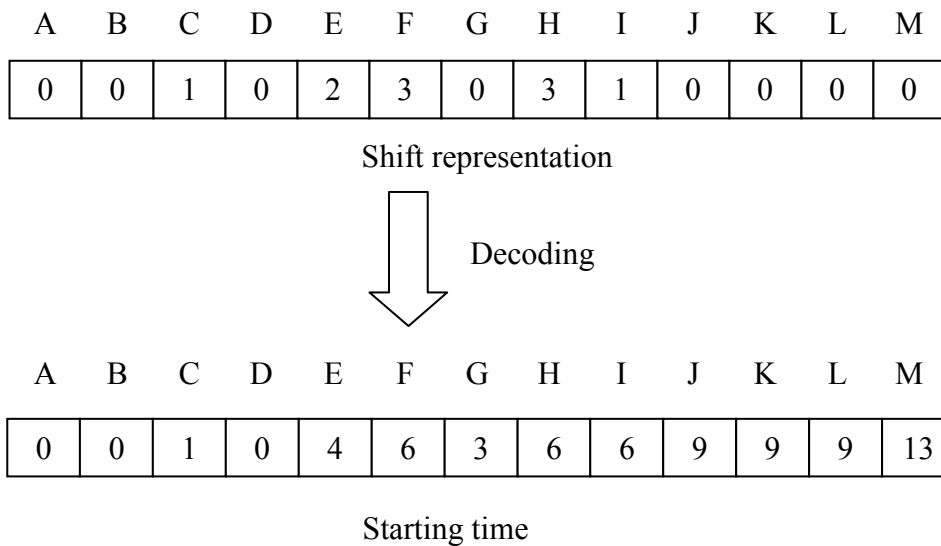 A B C D E F G H I J K L M
0 0 1 0 2 3 0 3 1 0 0 0 0
Shift representation
Decoding
A B C D E F G H I J K L M
0 0 1 0 4 6 3 6 6 9 9 9 13
Starting time